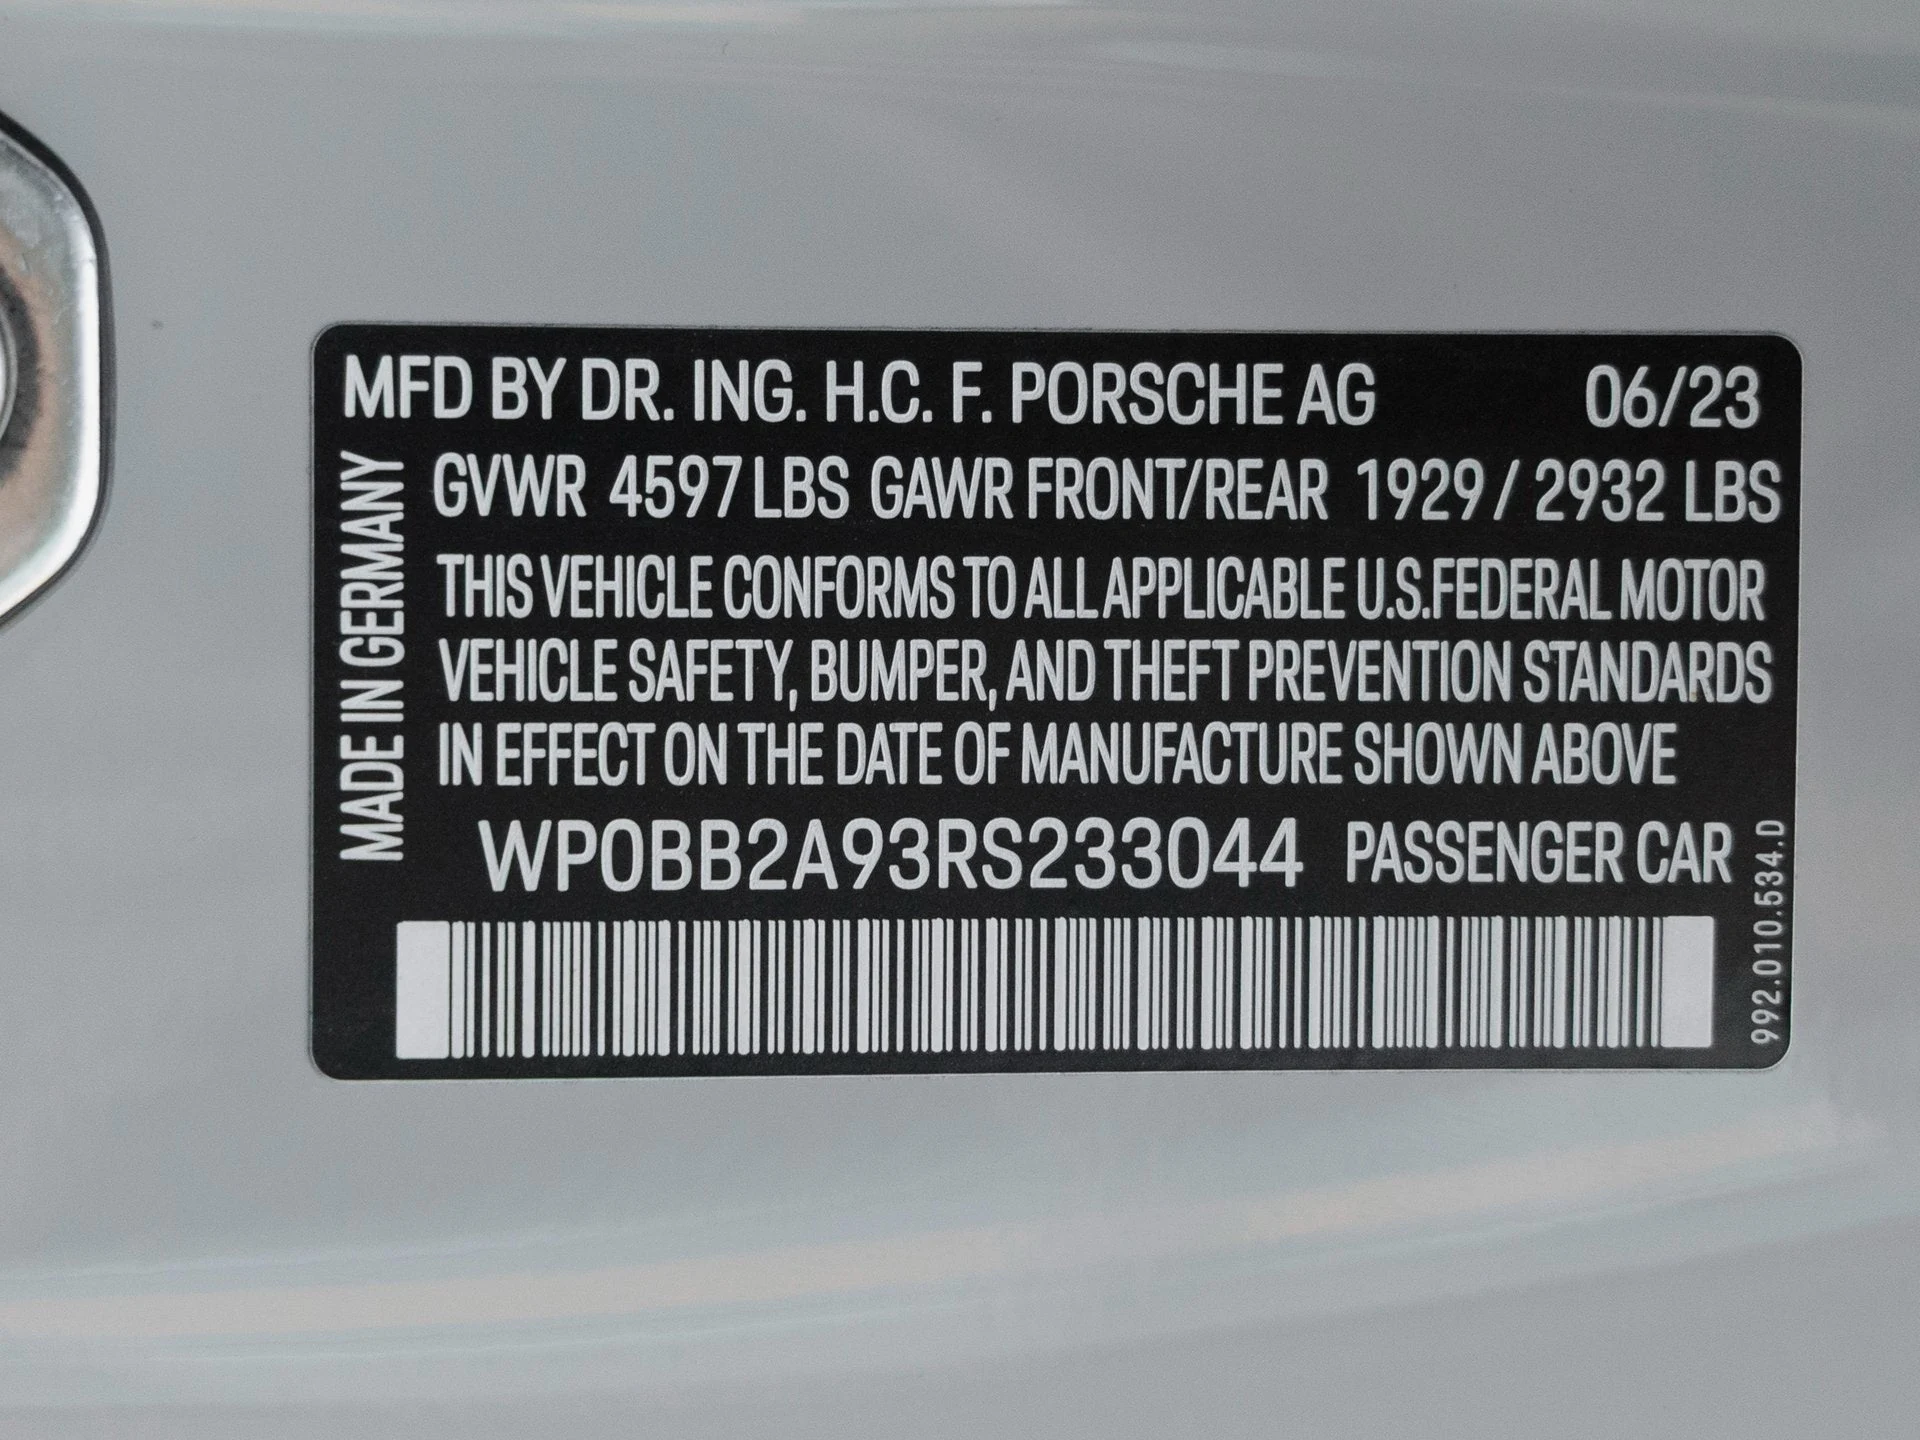 MFD BY DR. ING. H.C. F. PORSCHE AG 06/23
GVWR 4597 LBS GAWR FRONT/REAR 1929 / 2932 LBS
THIS VEHICLE CONFORMS TO ALL APPLICABLE U.S.FEDERAL MOTOR
VEHICLE SAFETY, BUMPER, AND THEFT PREVENTION STANDARDS
IN EFFECT ON THE DATE OF MANUFACTURE SHOWN ABOVE
MADE IN GERMANY
WP0BB2A93RS233044 PASSENGER CAR
992.010.534.D